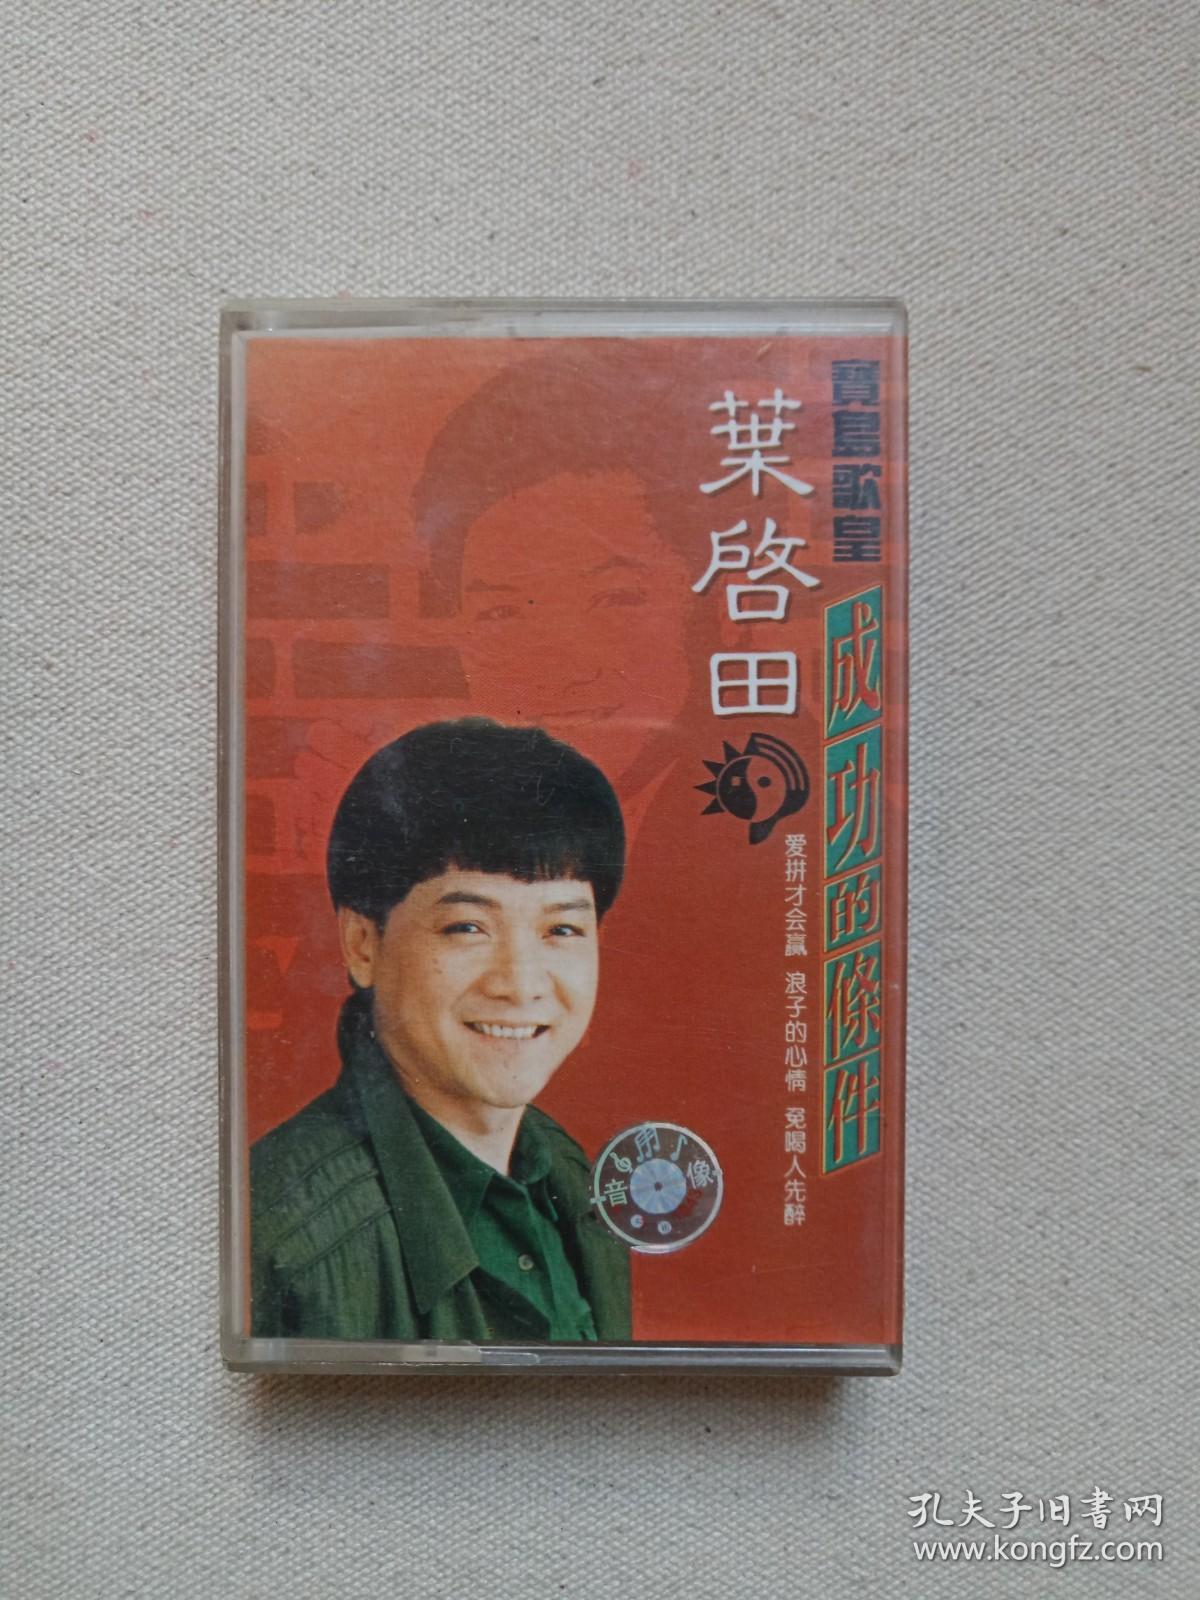 寶島歌皇
成功的條件
葉啓田
爱拼才会赢 浪子的心情 免喝人先醉
音像
孔夫子旧书网
www.kongfz.com